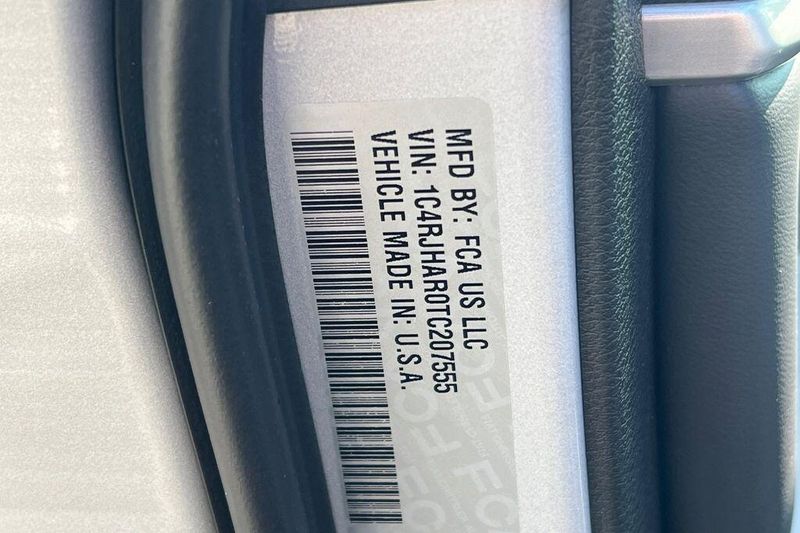 MFD BY: FCA US LLC
VIN: 1C4RJHAR0TC207555
VEHICLE MADE IN: U.S.A.